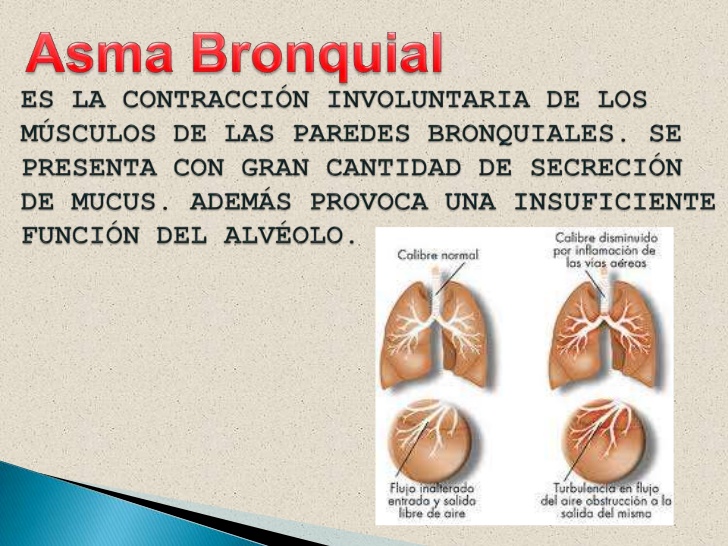 Asma Bronquial
ES LA CONTRACCIÓN INVOLUNTARIA DE LOS
MÚSCULOS DE LAS PAREDES BRONQUIALES. SE
PRESENTA CON GRAN CANTIDAD DE SECRECIÓN
DE MUCUS. ADEMÁS PROVOCA UNA INSUFICIENTE
FUNCIÓN DEL ALVÉOLO.
Calibre normal
Calibre disminuido
por inflamación de
las vías aéreas
Flujo inalterado
entrada y salida
libre de aire
Turbulencia en flujo
del aire obstrucción a la
salida del mismo